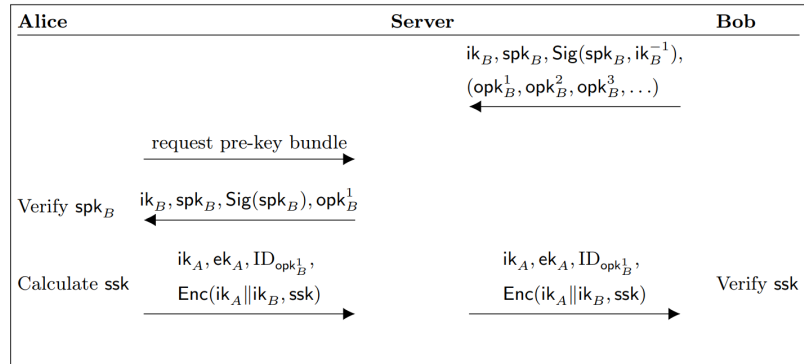 Alice Server Bob
ik_B, spk_B, Sig(spk_B, ik_B^{-1}),
(opk_B^1, opk_B^2, opk_B^3, ...)
request pre-key bundle
Verify spk_B ik_B, spk_B, Sig(spk_B), opk_B^1
ik_A, ek_A, ID_{opk_B^1}, ik_A, ek_A, ID_{opk_B^1},
Calculate ssk Verify ssk
Enc(ik_A‖ik_B, ssk) Enc(ik_A‖ik_B, ssk)